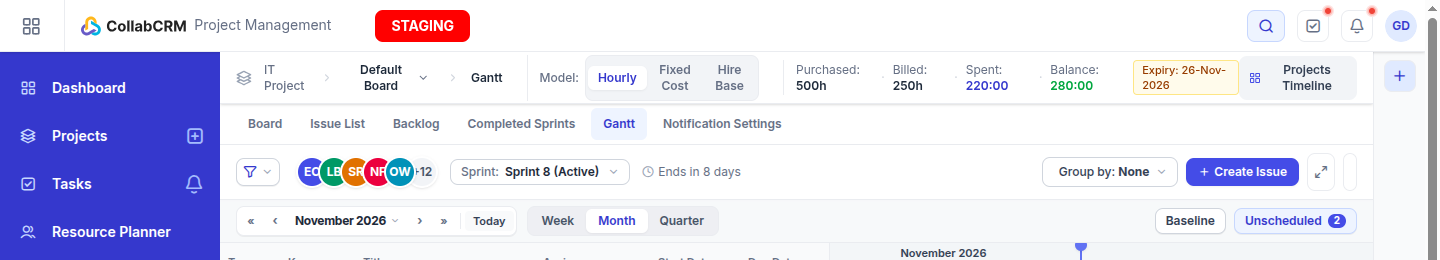 CollabCRM Project Management STAGING GD
Dashboard
Projects
Tasks
Resource Planner
IT Project
Default Board
Gantt
Model: Hourly Fixed Cost Hire Base
Purchased: 500h
Billed: 250h
Spent: 220:00
Balance: 280:00
Expiry: 26-Nov-2026
Projects Timeline
Board Issue List Backlog Completed Sprints Gantt Notification Settings
LB OW +12 Sprint: Sprint 8 (Active) Ends in 8 days Group by: None + Create Issue
« ‹ November 2026 › » Today Week Month Quarter Baseline Unscheduled 2
November 2026